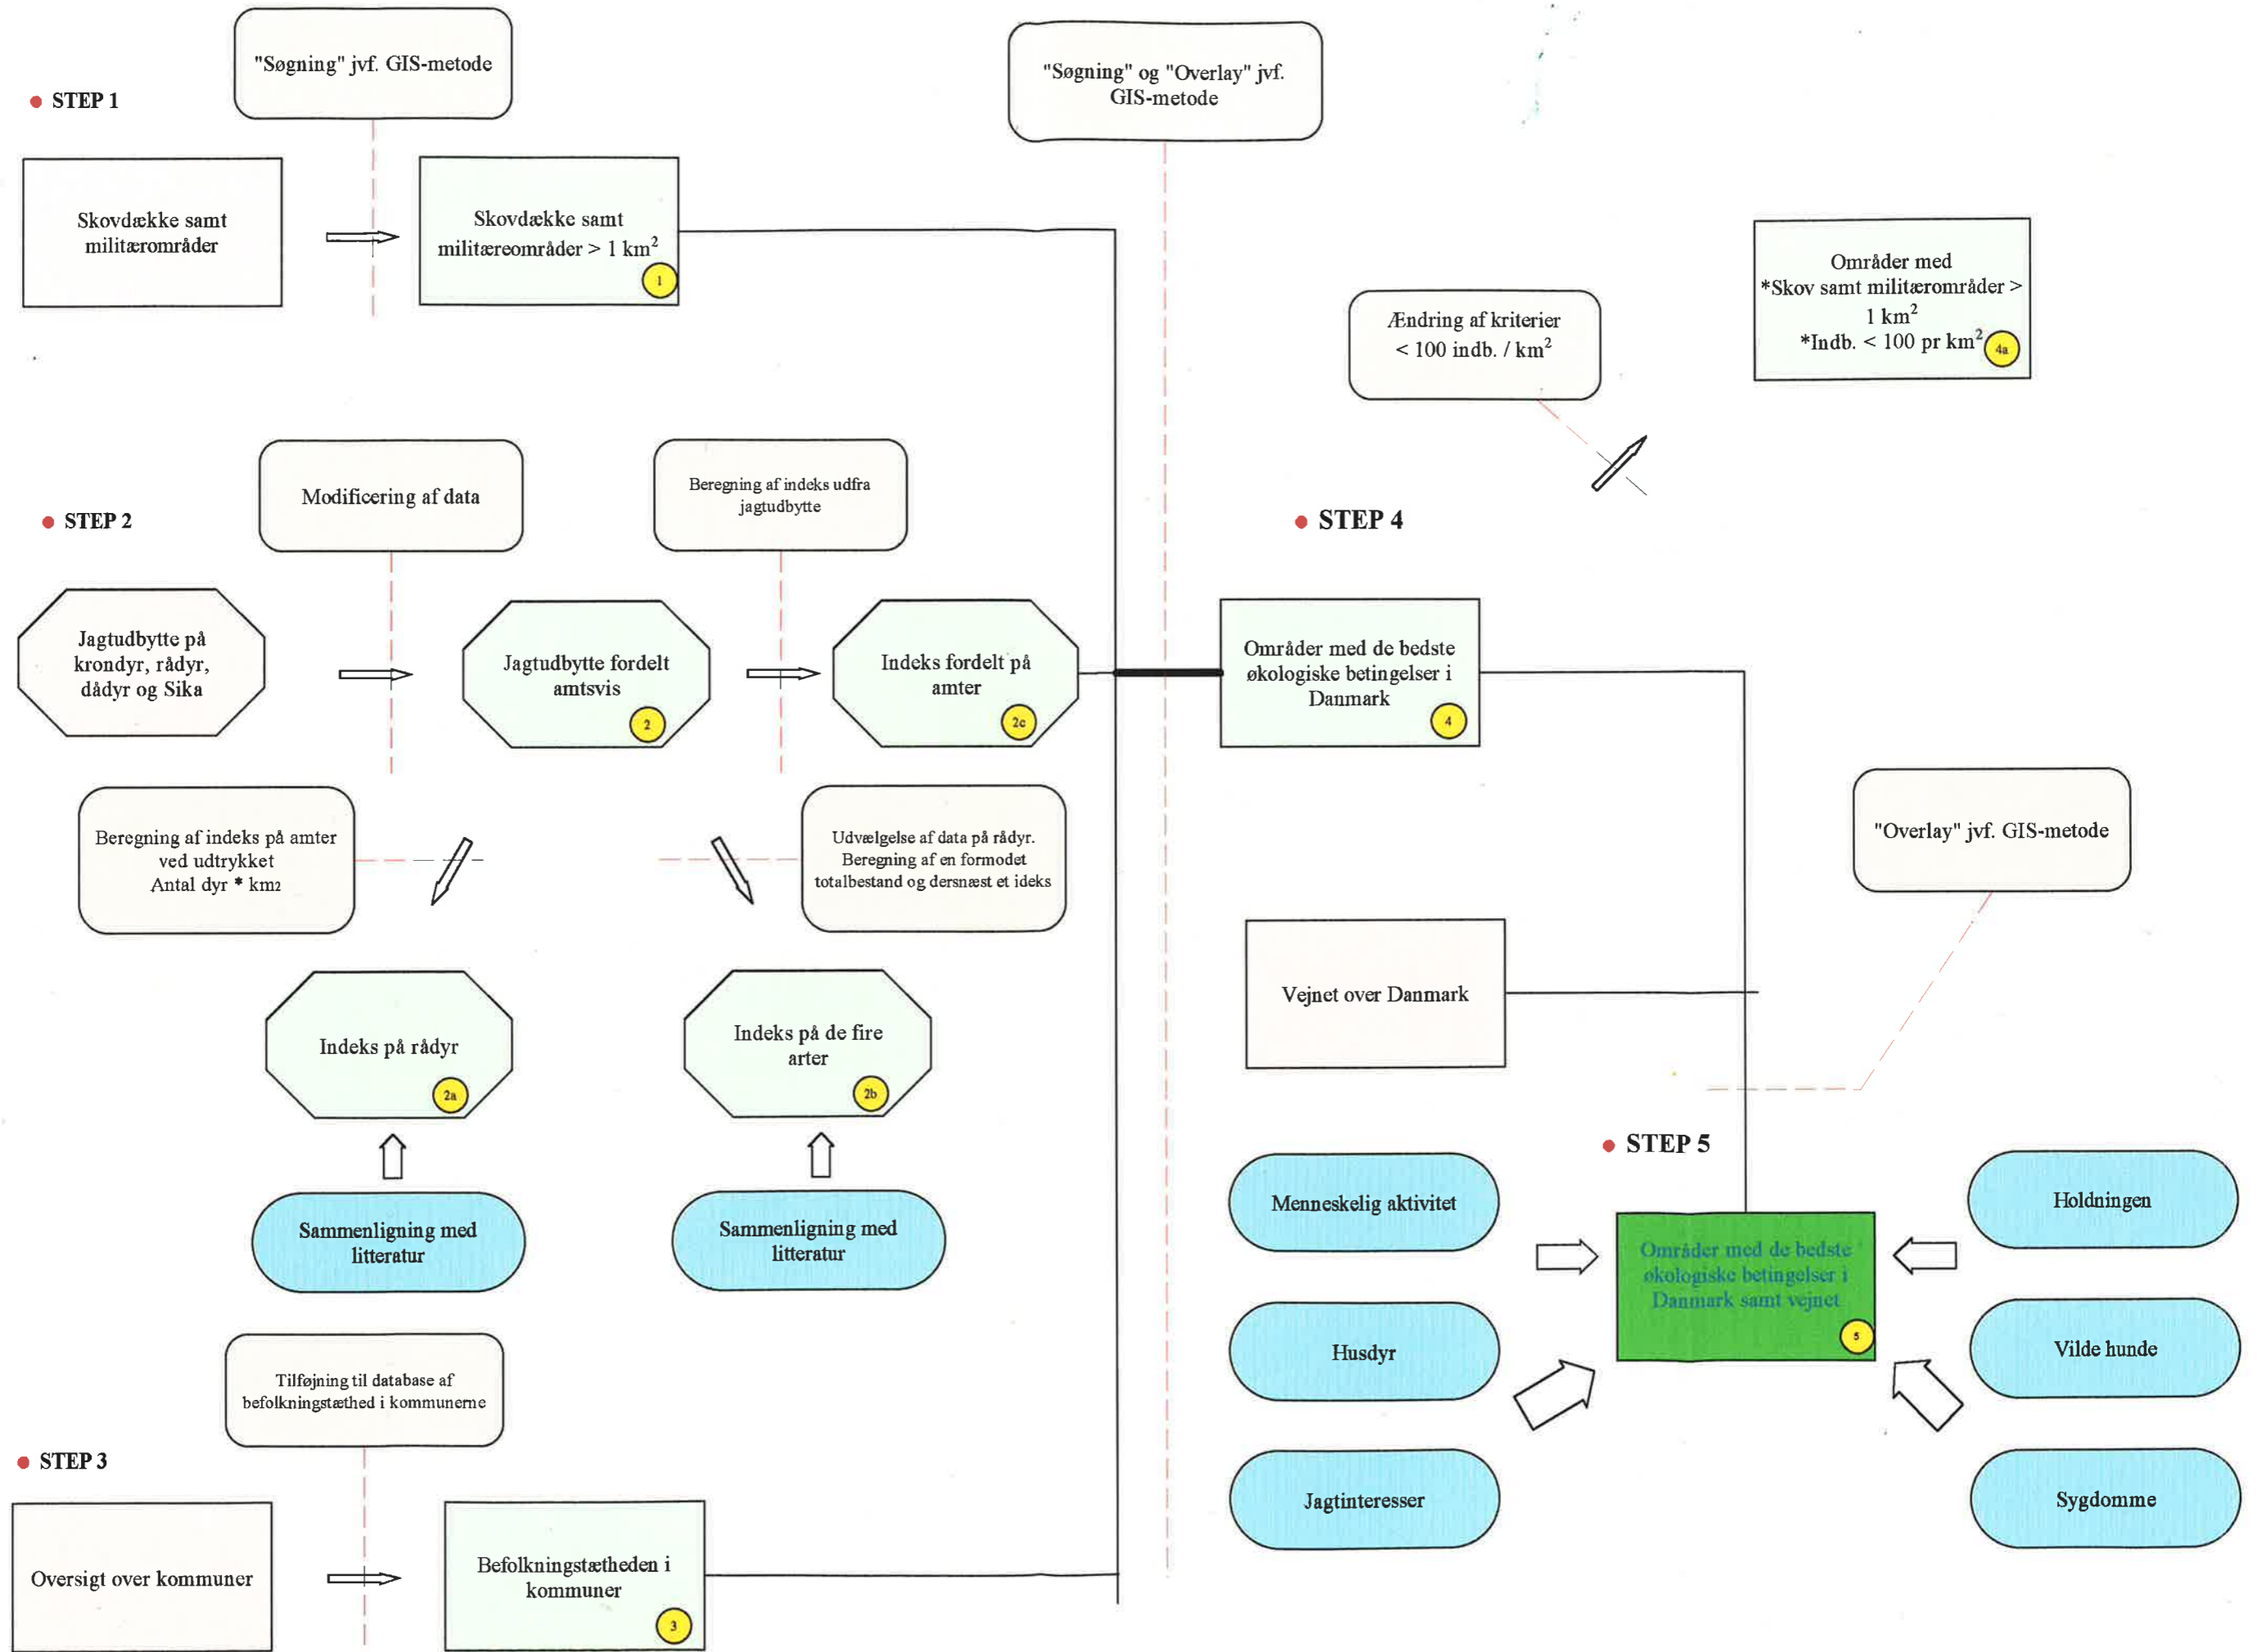 "Søgning" jvf. GIS-metode
"Søgning" og "Overlay" jvf.
GIS-metode
STEP 1
Skovdække samt
militærområder
Skovdække samt
militæreområder > 1 km²
1
Områder med
*Skov samt militærområder >
1 km²
*Indb. < 100 pr km²
4a
Ændring af kriterier
< 100 indb. / km²
STEP 2
Modificering af data
Beregning af indeks udfra
jagtudbytte
STEP 4
Jagtudbytte på
krondyr, rådyr,
dådyr og Sika
Jagtudbytte fordelt
amtsvis
2
Indeks fordelt på
amter
2c
Områder med de bedste
økologiske betingelser i
Danmark
4
Beregning af indeks på amter
ved udtrykket
Antal dyr * km2
Udvælgelse af data på rådyr.
Beregning af en formodet
totalbestand og dersnæst et ideks
"Overlay" jvf. GIS-metode
Vejnet over Danmark
Indeks på rådyr
2a
Indeks på de fire
arter
2b
Sammenligning med
litteratur
Sammenligning med
litteratur
STEP 5
Menneskelig aktivitet
Husdyr
Jagtinteresser
Områder med de bedste
økologiske betingelser i
Danmark samt vejnet
5
Holdningen
Vilde hunde
Sygdomme
Tilføjning til database af
befolkningstæthed i kommunerne
STEP 3
Oversigt over kommuner
Befolkningstætheden i
kommuner
3